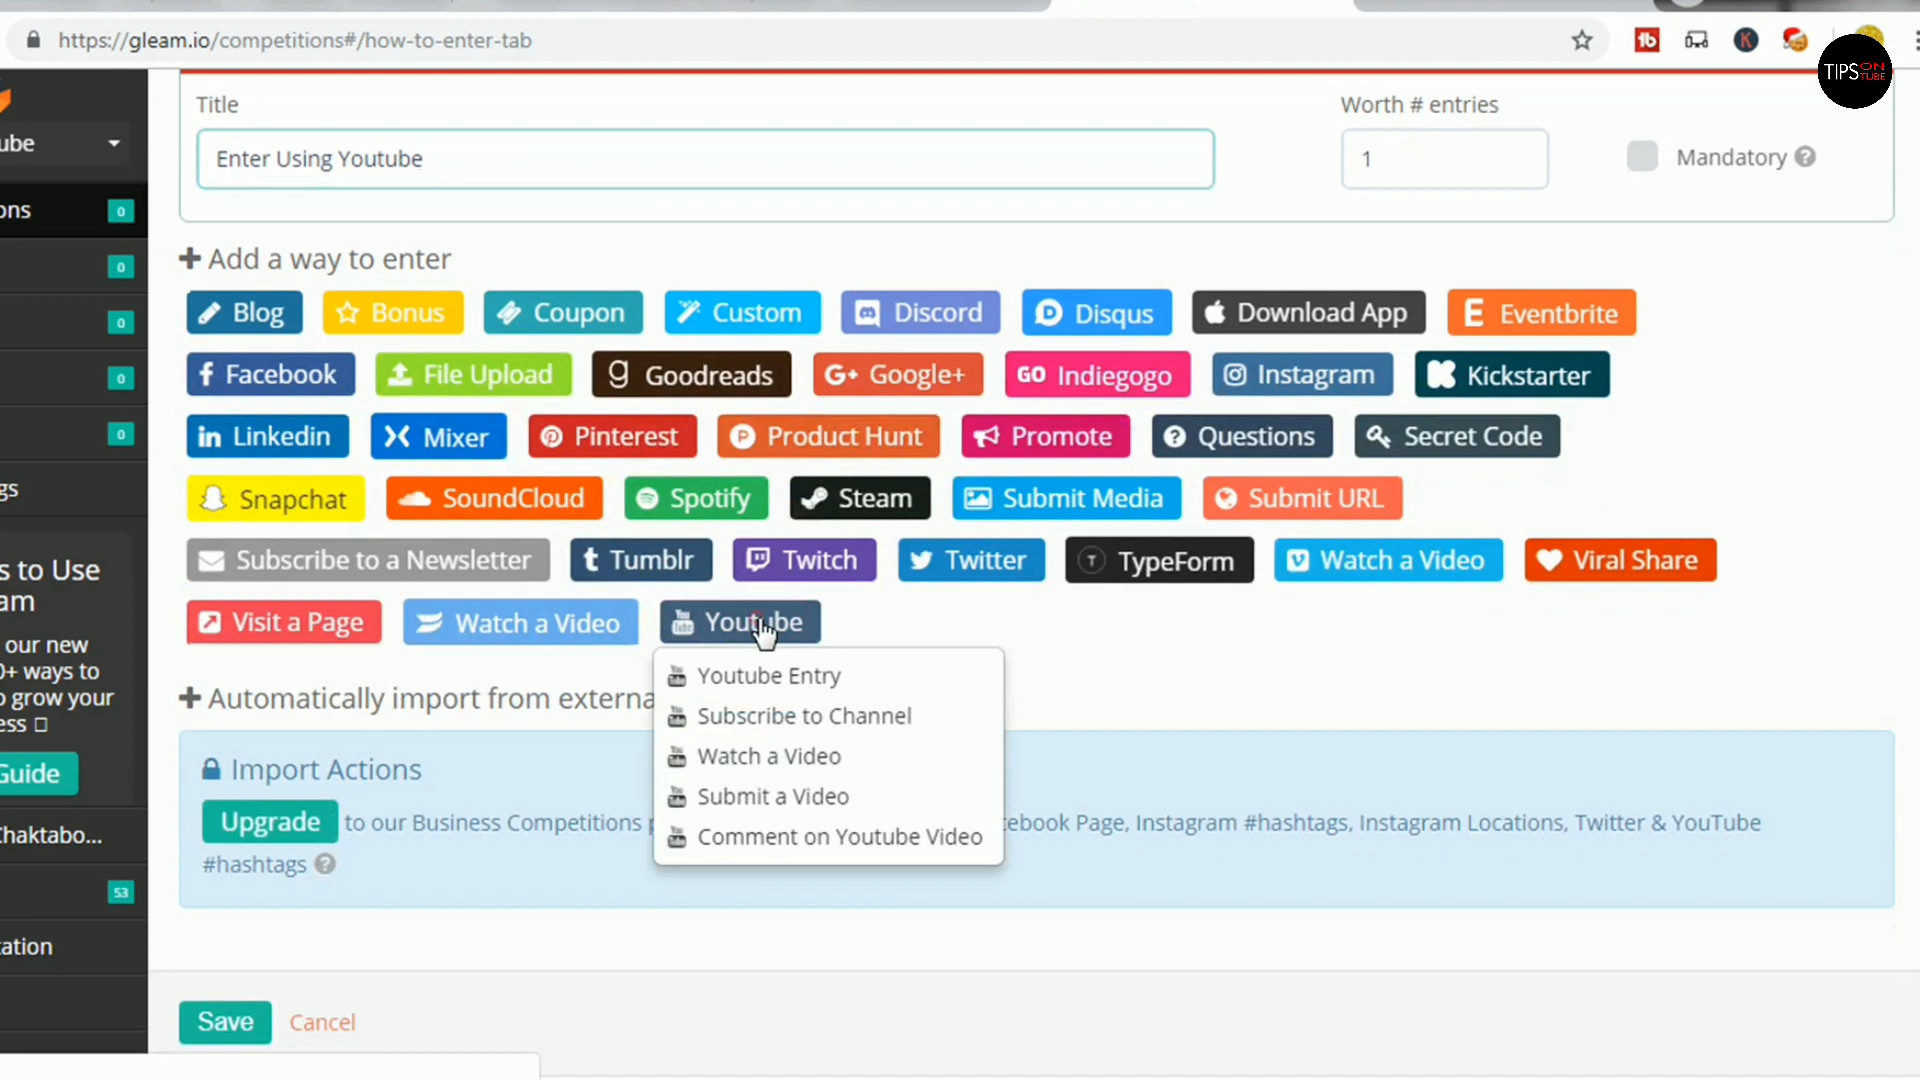 https://gleam.io/competitions#/how-to-enter-tab
TIPS ON TUBE
ube
ons 0
0
0
0
0
gs
s to Use
am
our new
0+ ways to
o grow your
ess
Guide
Chaktabo...
53
tation
Title
Worth # entries
Enter Using Youtube
1
Mandatory
Add a way to enter
Blog Bonus Coupon Custom Discord Disqus Download App Eventbrite
Facebook File Upload Goodreads Google+ Indiegogo Instagram Kickstarter
Linkedin Mixer Pinterest Product Hunt Promote Questions Secret Code
Snapchat SoundCloud Spotify Steam Submit Media Submit URL
Subscribe to a Newsletter Tumblr Twitch Twitter TypeForm Watch a Video Viral Share
Visit a Page Watch a Video Youtube
Youtube Entry
Subscribe to Channel
Watch a Video
Submit a Video
Comment on Youtube Video
Automatically import from externa
Import Actions
Upgrade to our Business Competitions p cebook Page, Instagram #hashtags, Instagram Locations, Twitter & YouTube
#hashtags
Save Cancel